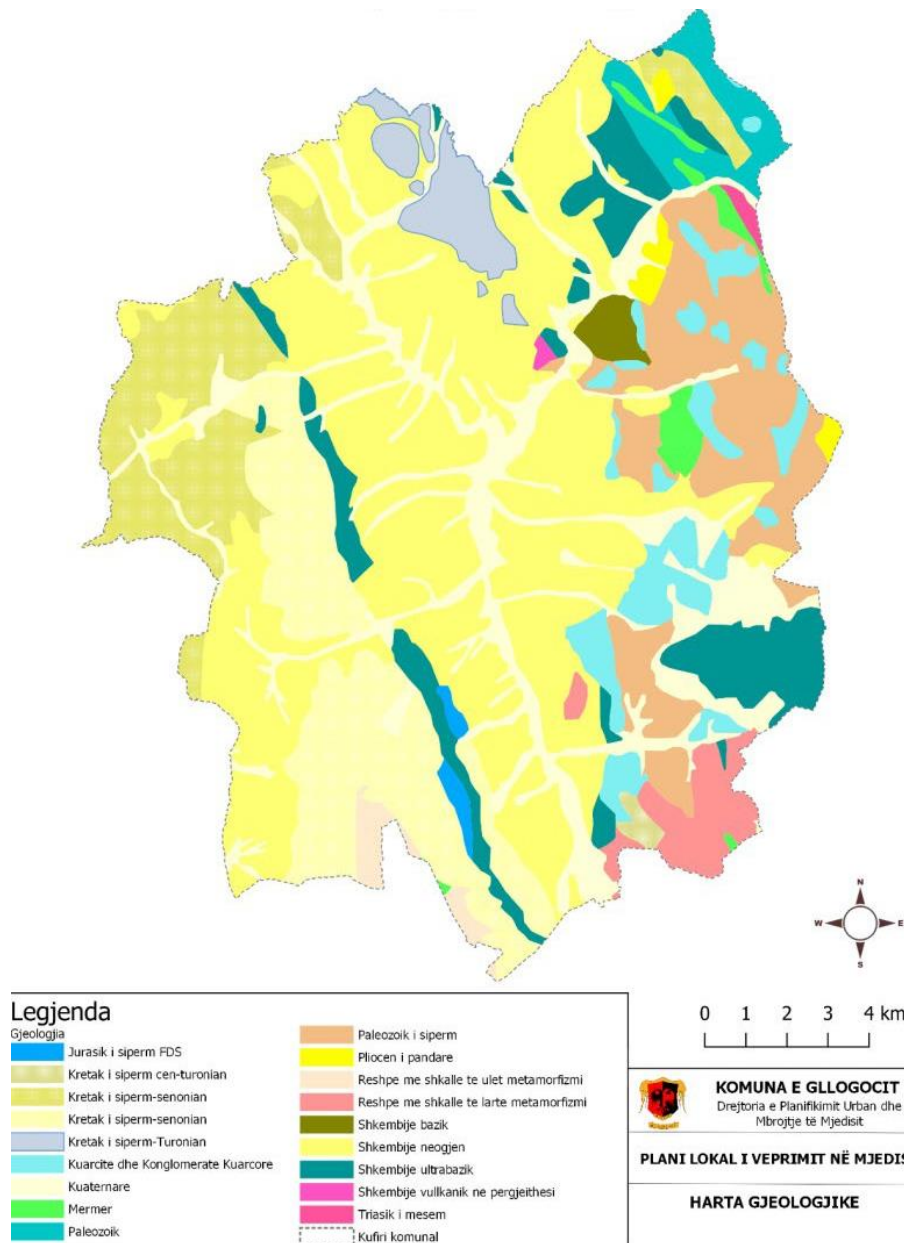 N
W
E
S
Legjenda
Gjeologjia
Jurasik i siperm FDS
Kretak i siperm cen-turonian
Kretak i siperm-senonian
Kretak i siperm-senonian
Kretak i siperm-Turonian
Kuarcite dhe Konglomerate Kuarcore
Kuaternare
Mermer
Paleozoik
Paleozoik i siperm
Pliocen i pandare
Reshpe me shkalle te ulet metamorfizmi
Reshpe me shkalle te larte metamorfizmi
Shkembije bazik
Shkembije neogjen
Shkembije ultrabazik
Shkembije vullkanik ne pergjeithesi
Triasik i mesem
Kufiri komunal
0 1 2 3 4 km
KOMUNA E GLLOGOCIT
Drejtoria e Planifikimit Urban dhe
Mbrojtje të Mjedisit
PLANI LOKAL I VEPRIMIT NË MJEDIS
HARTA GJEOLOGJIKE